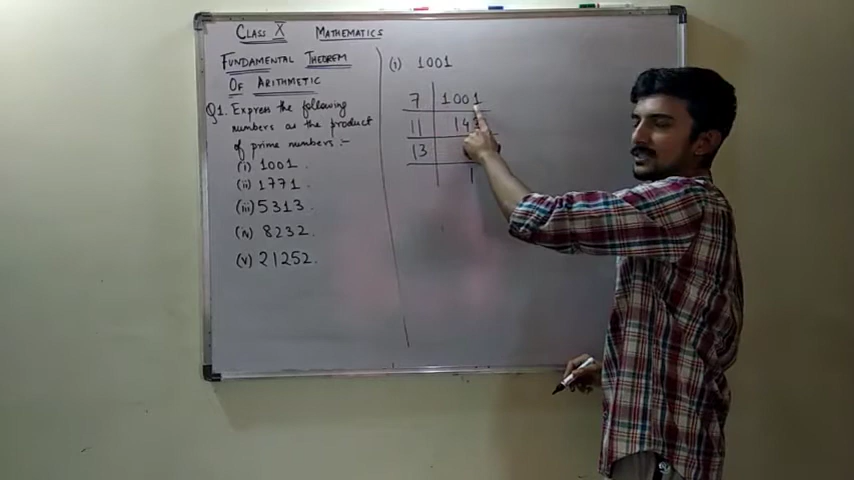 CLASS X MATHEMATICS
FUNDAMENTAL THEOREM
OF ARITHMETIC
Q1. Express the following
numbers as the product
of prime numbers :-
(i) 1001.
(ii) 1771.
(iii) 5313.
(iv) 8232.
(v) 21252.
(i) 1001
7 1001
11 14
13
1